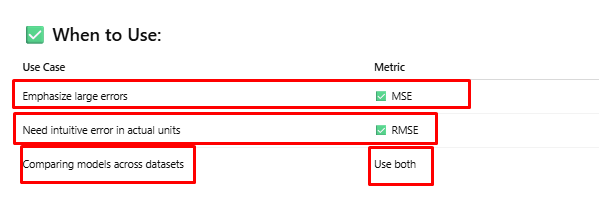 ✅ When to Use:
Use Case Metric
Emphasize large errors ✅ MSE
Need intuitive error in actual units ✅ RMSE
Comparing models across datasets Use both